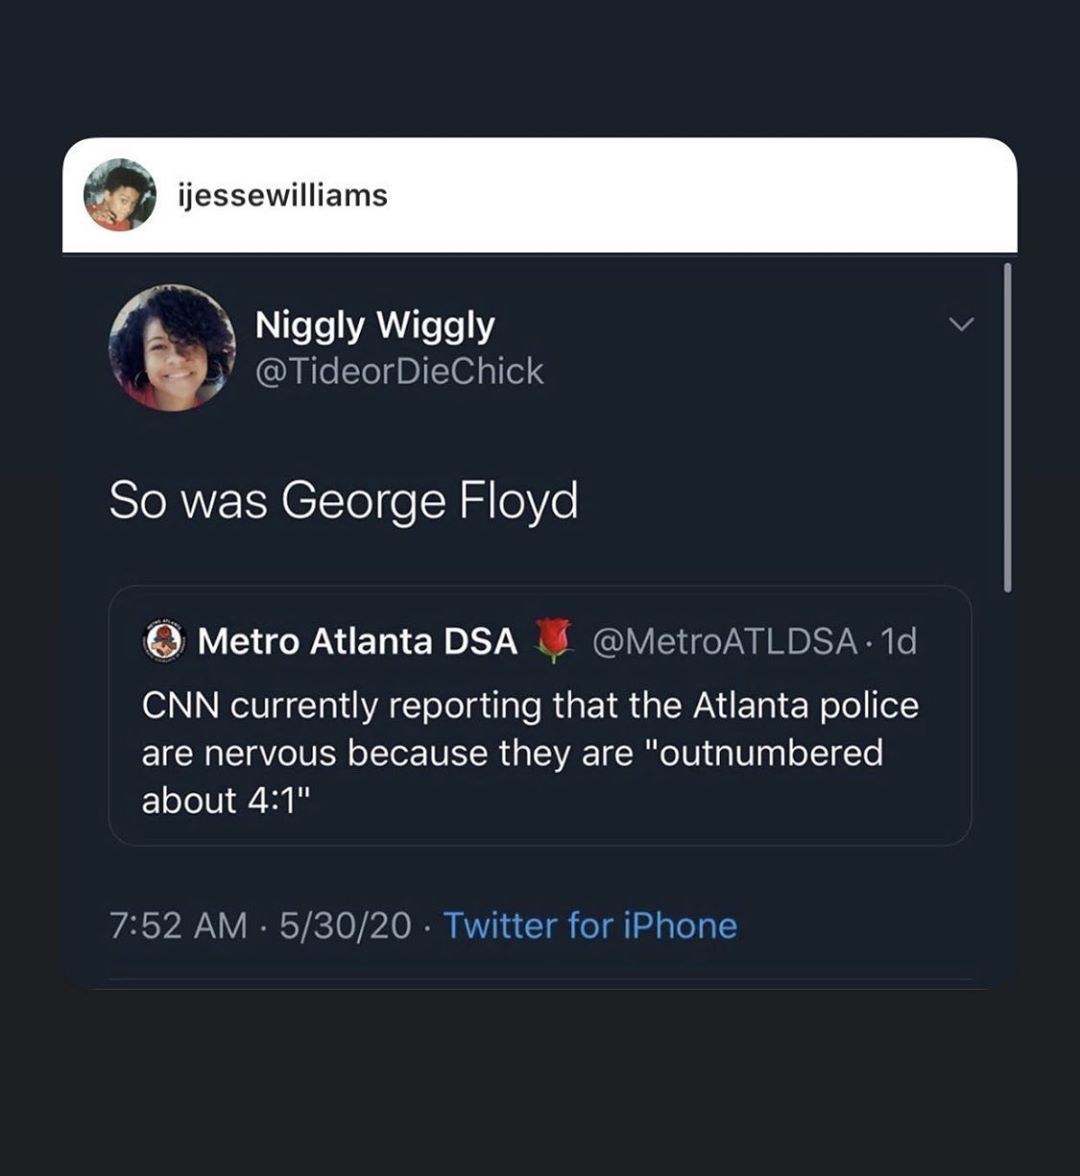 ijessewilliams
Niggly Wiggly
@TideorDieChick
So was George Floyd
Metro Atlanta DSA 🌹 @MetroATLDSA · 1d
CNN currently reporting that the Atlanta police
are nervous because they are "outnumbered
about 4:1"
7:52 AM · 5/30/20 · Twitter for iPhone